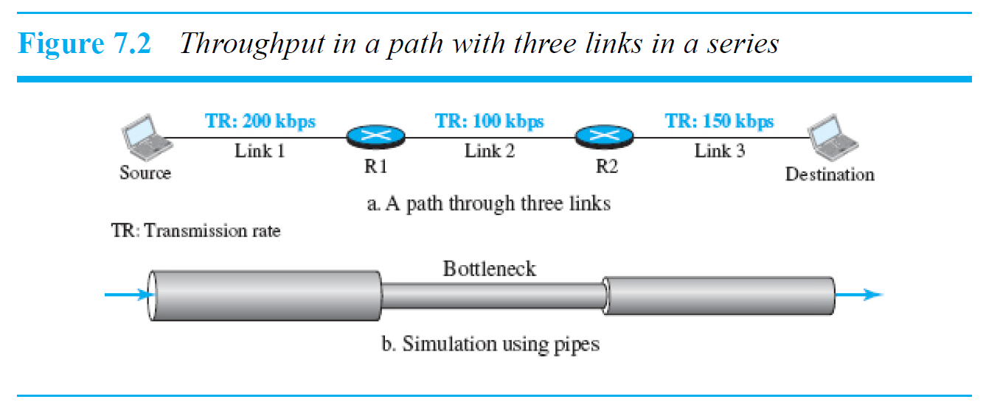 Figure 7.2 Throughput in a path with three links in a series
TR: 200 kbps TR: 100 kbps TR: 150 kbps
Link 1 Link 2 Link 3
R1 R2
Source Destination
a. A path through three links
TR: Transmission rate
Bottleneck
b. Simulation using pipes